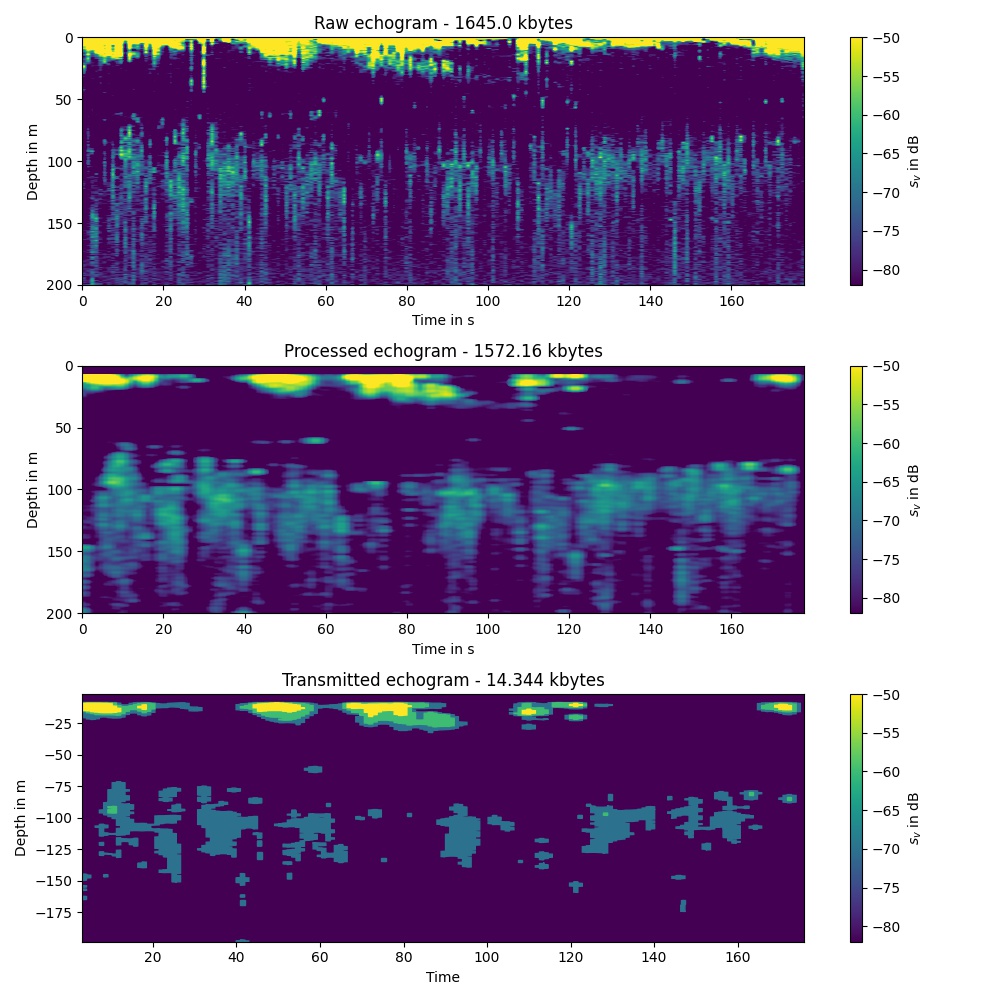 Raw echogram - 1645.0 kbytes
0
50
100
150
200
Depth in m
0 20 40 60 80 100 120 140 160
Time in s
−50
−55
−60
−65
−70
−75
−80
sv in dB
Processed echogram - 1572.16 kbytes
0
50
100
150
200
Depth in m
0 20 40 60 80 100 120 140 160
Time in s
−50
−55
−60
−65
−70
−75
−80
sv in dB
Transmitted echogram - 14.344 kbytes
−25
−50
−75
−100
−125
−150
−175
Depth in m
20 40 60 80 100 120 140 160
Time
−50
−55
−60
−65
−70
−75
−80
sv in dB